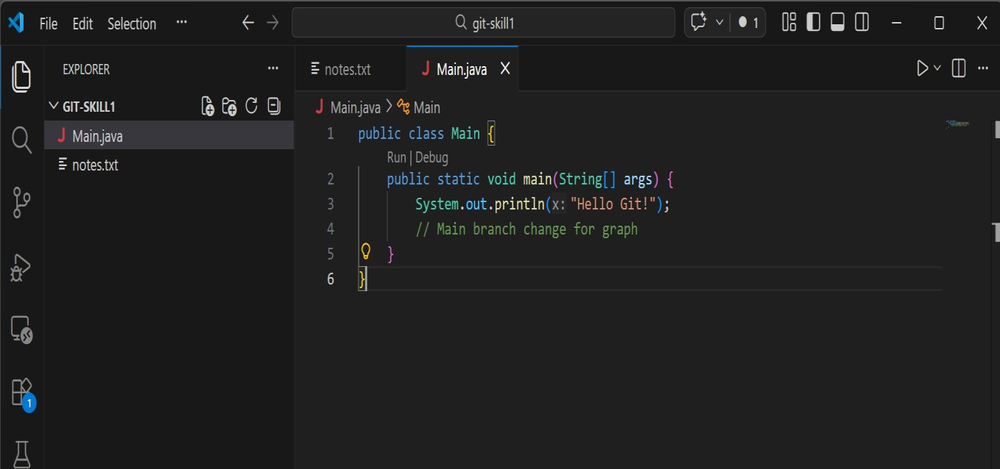 File Edit Selection ··· git-skill1 1
EXPLORER ···
GIT-SKILL1
Main.java
notes.txt
notes.txt Main.java
Main.java > Main
1 public class Main {
Run | Debug
2 public static void main(String[] args) {
3 System.out.println(x: "Hello Git!");
4 // Main branch change for graph
5 }
6 }
1